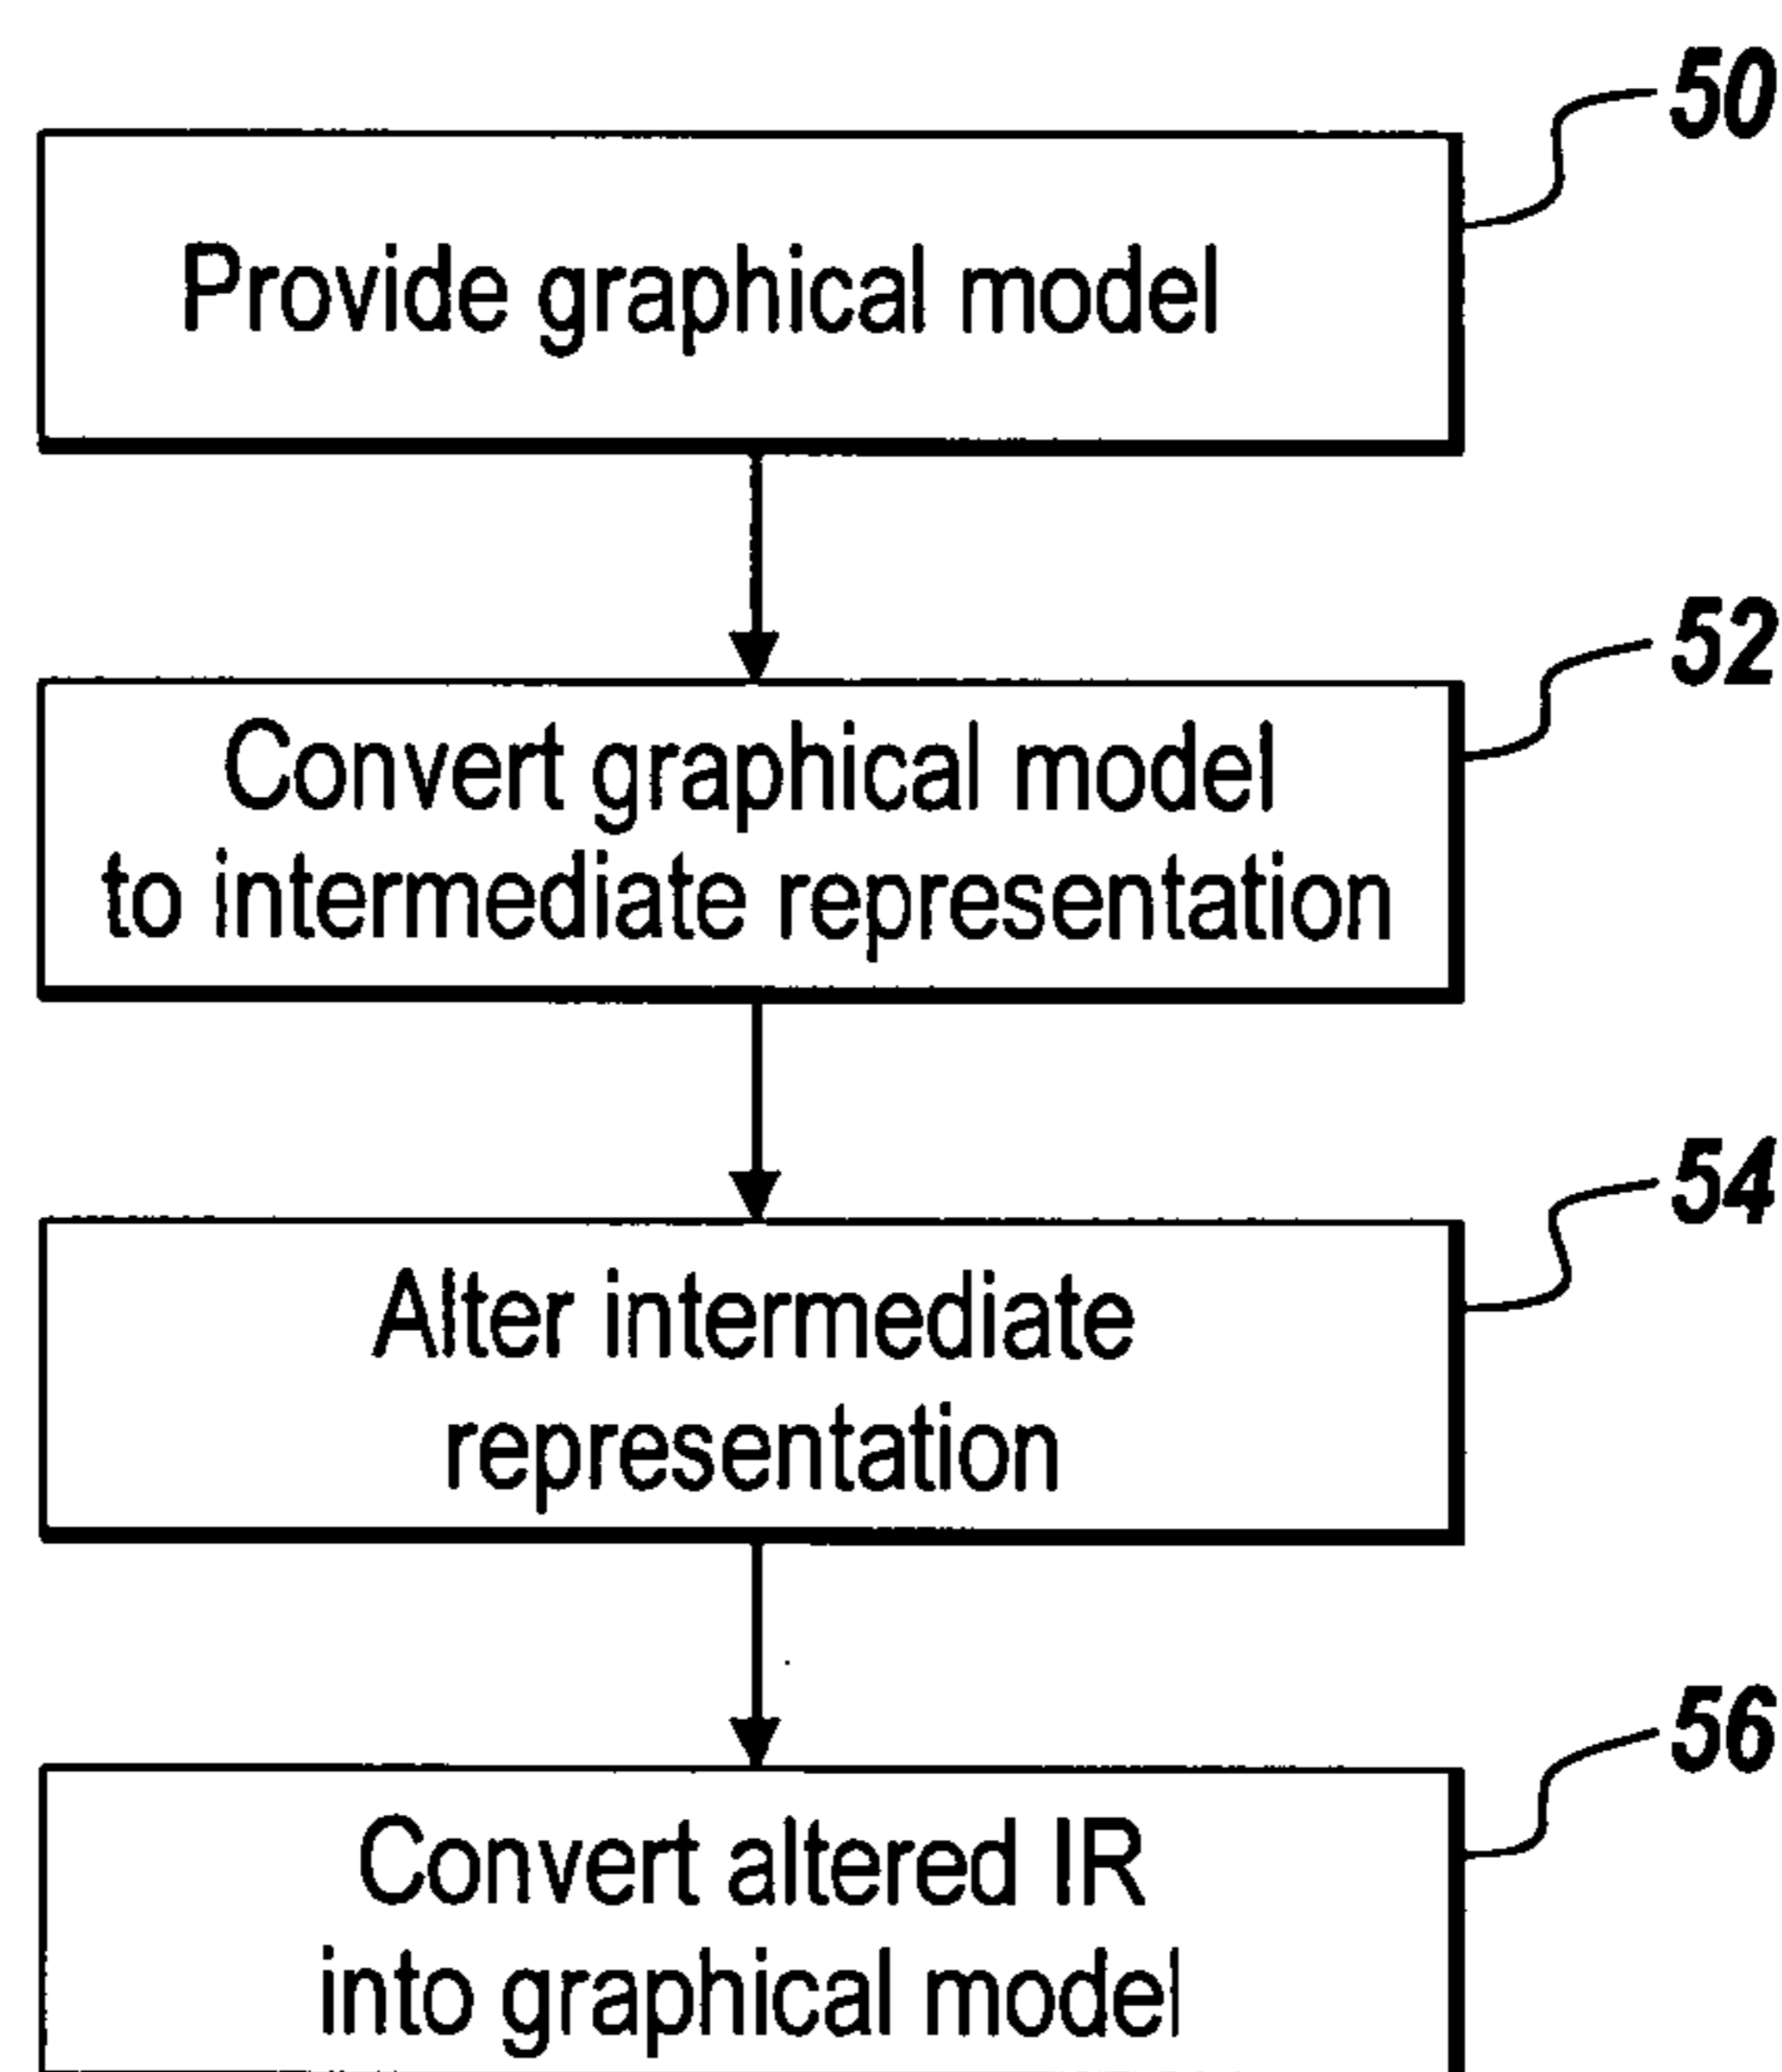 50
Provide graphical model
52
Convert graphical model
to intermediate representation
54
Alter intermediate
representation
56
Convert altered IR
into graphical model